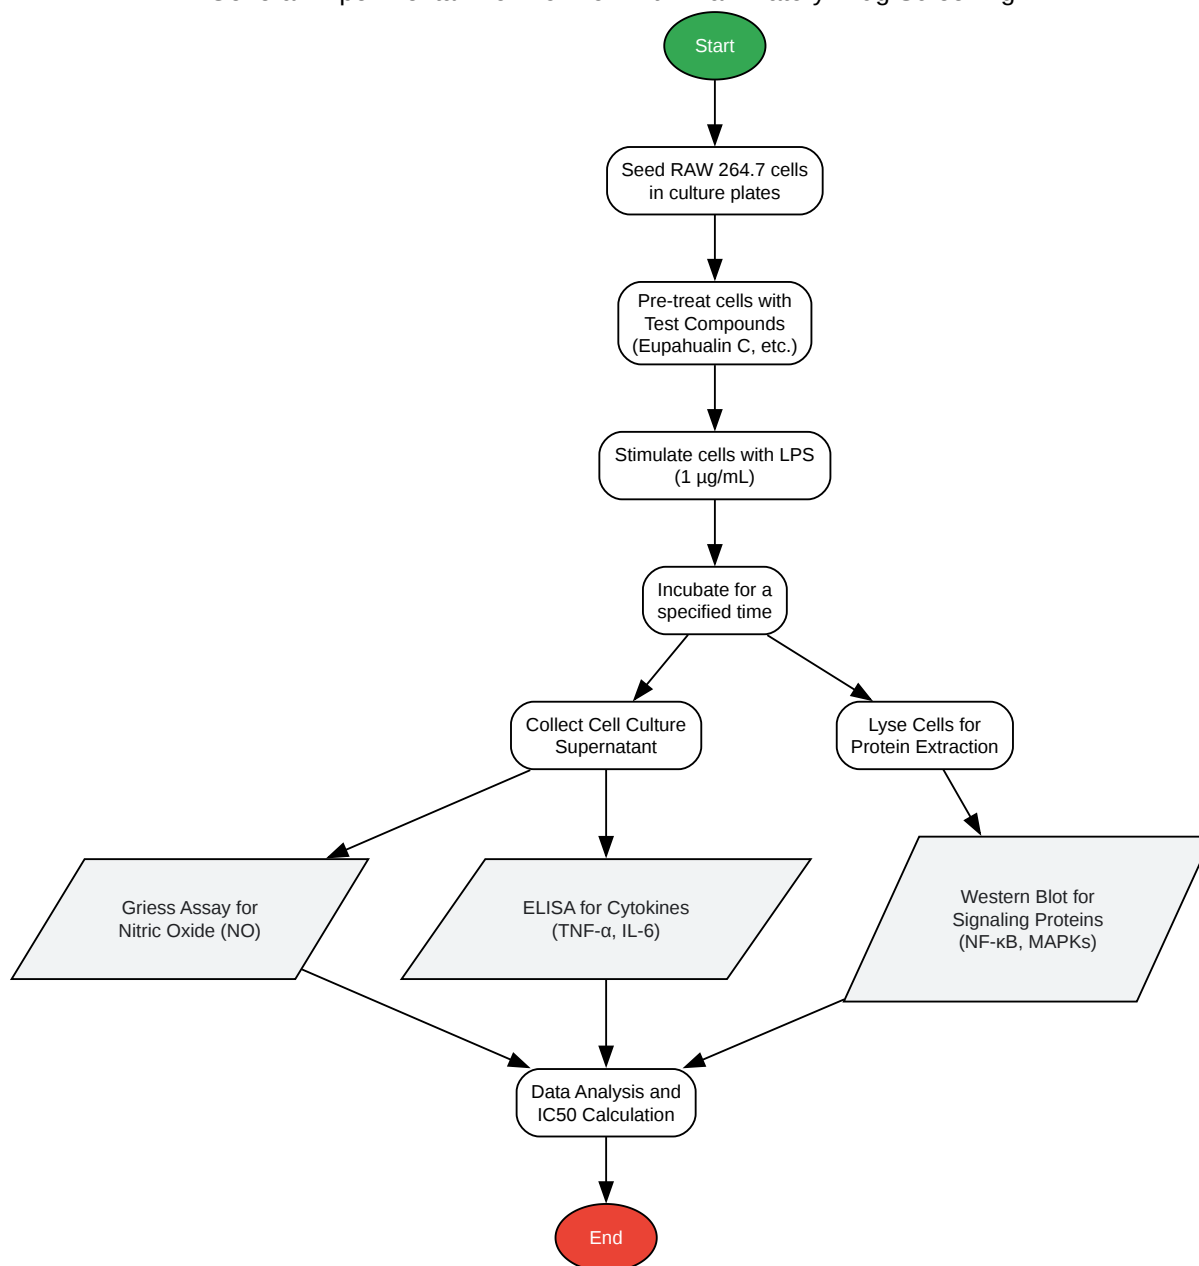 Start
Seed RAW 264.7 cells
in culture plates
Pre-treat cells with
Test Compounds
(Eupahualin C, etc.)
Stimulate cells with LPS
(1 µg/mL)
Incubate for a
specified time
Collect Cell Culture
Supernatant
Lyse Cells for
Protein Extraction
Griess Assay for
Nitric Oxide (NO)
ELISA for Cytokines
(TNF-α, IL-6)
Western Blot for
Signaling Proteins
(NF-κB, MAPKs)
Data Analysis and
IC50 Calculation
End